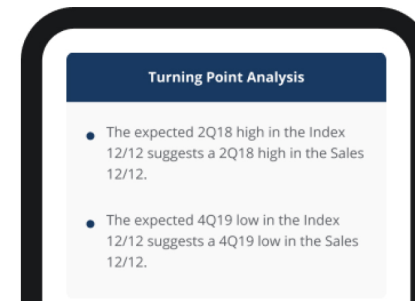 Turning Point Analysis
The expected 2Q18 high in the Index
12/12 suggests a 2Q18 high in the Sales
12/12.
The expected 4Q19 low in the Index
12/12 suggests a 4Q19 low in the Sales
12/12.